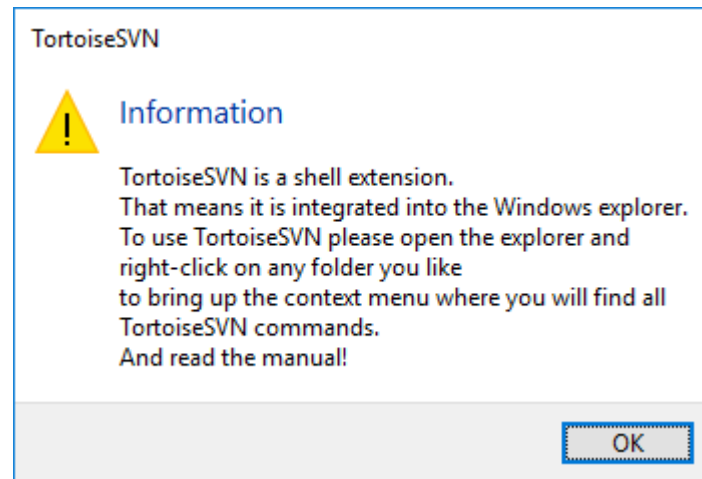 TortoiseSVN
Information
TortoiseSVN is a shell extension.
That means it is integrated into the Windows explorer.
To use TortoiseSVN please open the explorer and
right-click on any folder you like
to bring up the context menu where you will find all
TortoiseSVN commands.
And read the manual!
OK